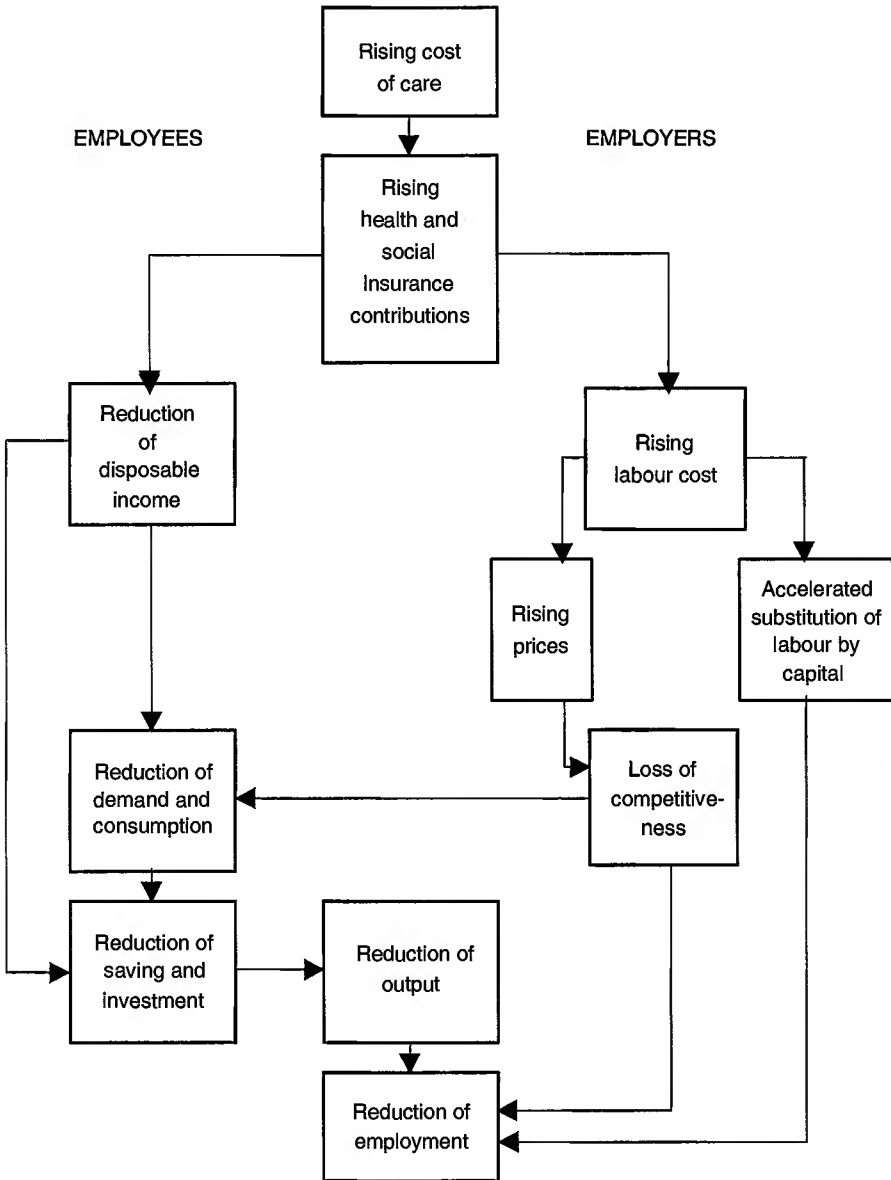 Rising cost
of care
EMPLOYEES
EMPLOYERS
Rising
health and
social
Insurance
contributions
Reduction
of
disposable
income
Rising
labour cost
Rising
prices
Accelerated
substitution of
labour by
capital
Reduction of
demand and
consumption
Loss of
competitive-
ness
Reduction of
saving and
investment
Reduction of
output
Reduction of
employment